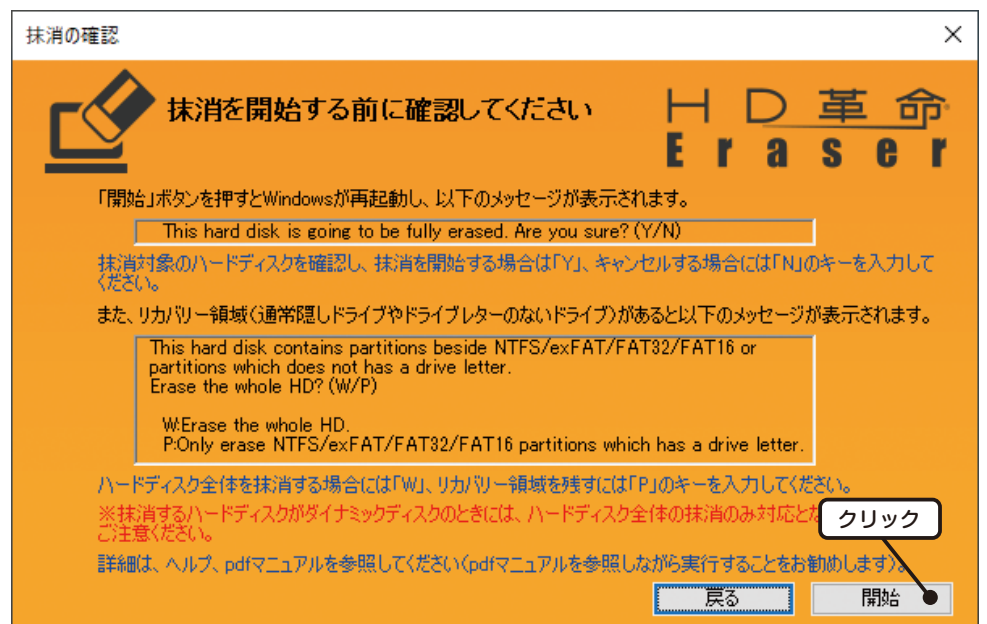 抹消の確認
抹消を開始する前に確認してください
HD革命
Eraser
「開始」ボタンを押すとWindowsが再起動し、以下のメッセージが表示されます。
This hard disk is going to be fully erased. Are you sure? (Y/N)
抹消対象のハードディスクを確認し、抹消を開始する場合は「Y」、キャンセルする場合には「N」のキーを入力して
ください。
また、リカバリー領域(通常隠しドライブやドライブレターのないドライブ)があると以下のメッセージが表示されます。
This hard disk contains partitions beside NTFS/exFAT/FAT32/FAT16 or
partitions which does not has a drive letter.
Erase the whole HD? (W/P)
W:Erase the whole HD.
P:Only erase NTFS/exFAT/FAT32/FAT16 partitions which has a drive letter.
ハードディスク全体を抹消する場合には「W」、リカバリー領域を残すには「P」のキーを入力してください。
※抹消するハードディスクがダイナミックディスクのときには、ハードディスク全体の抹消のみ対応とな
ご注意ください。
クリック
詳細は、ヘルプ、pdfマニュアルを参照してください(pdfマニュアルを参照しながら実行することをお勧めします)。
戻る
開始